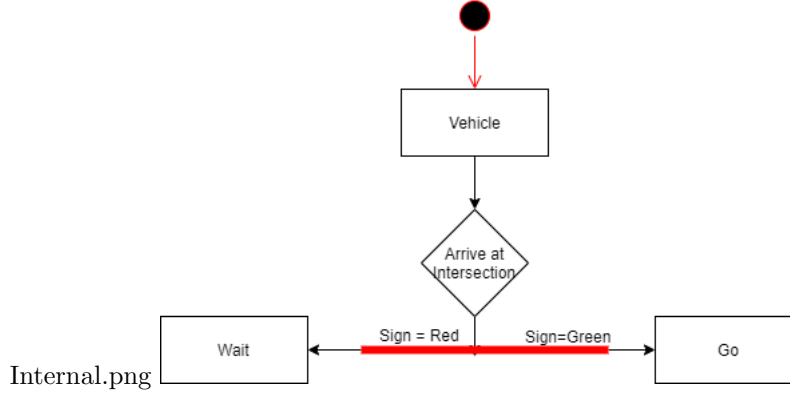 Vehicle
Arrive at
Intersection
Sign = Red
Sign=Green
Wait
Go
Internal.png